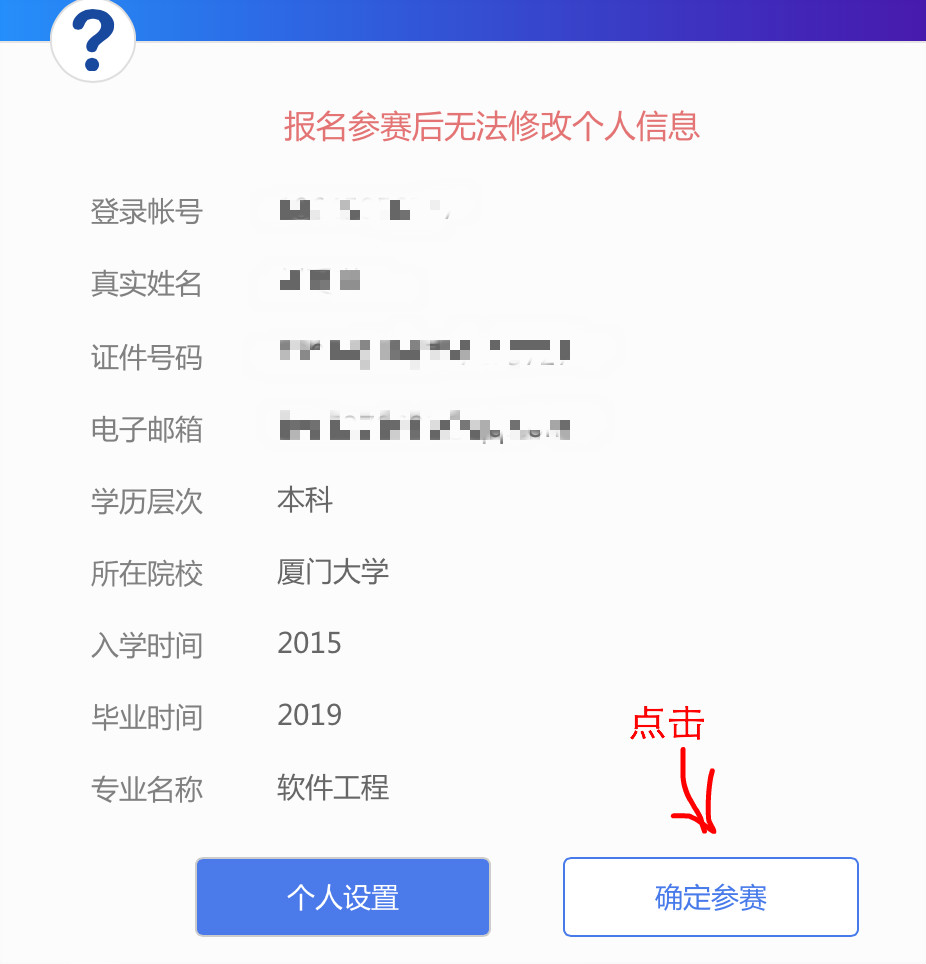 ?
报名参赛后无法修改个人信息
登录帐号
真实姓名
证件号码
电子邮箱
学历层次 本科
所在院校 厦门大学
入学时间 2015
毕业时间 2019
专业名称 软件工程
点击
个人设置 确定参赛